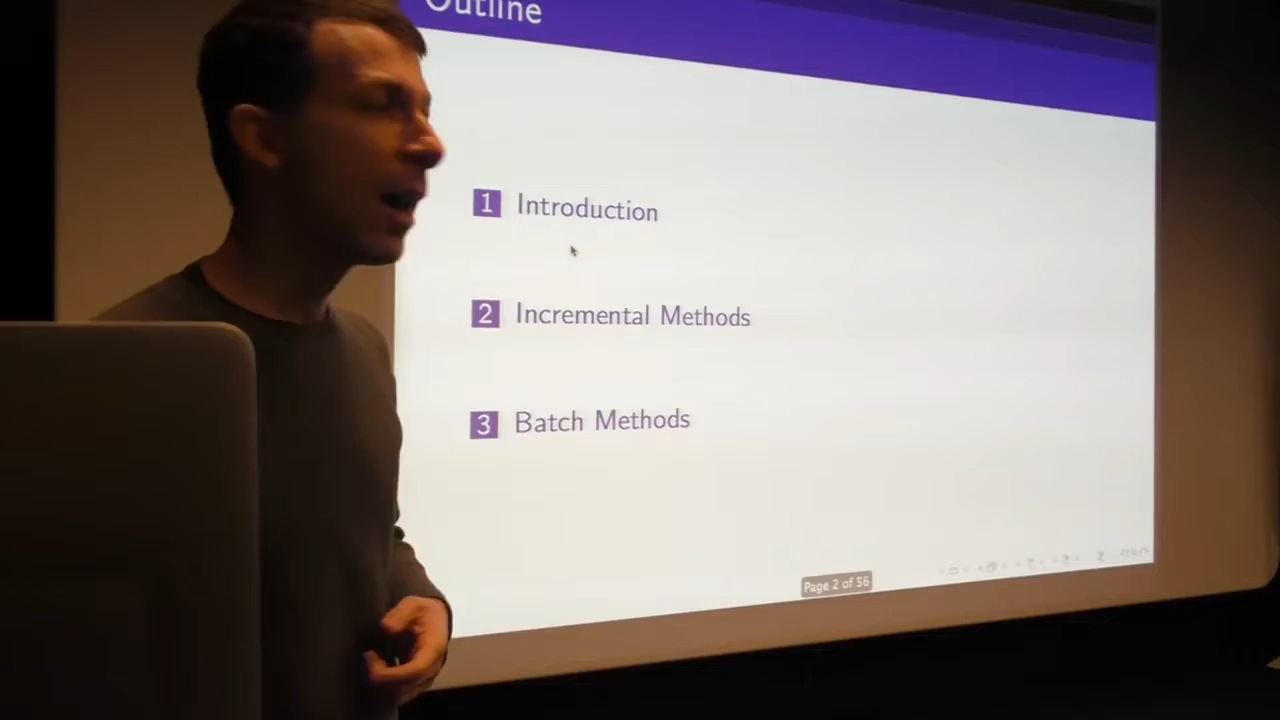 Outline
1 Introduction
2 Incremental Methods
3 Batch Methods
Page 2 of 56